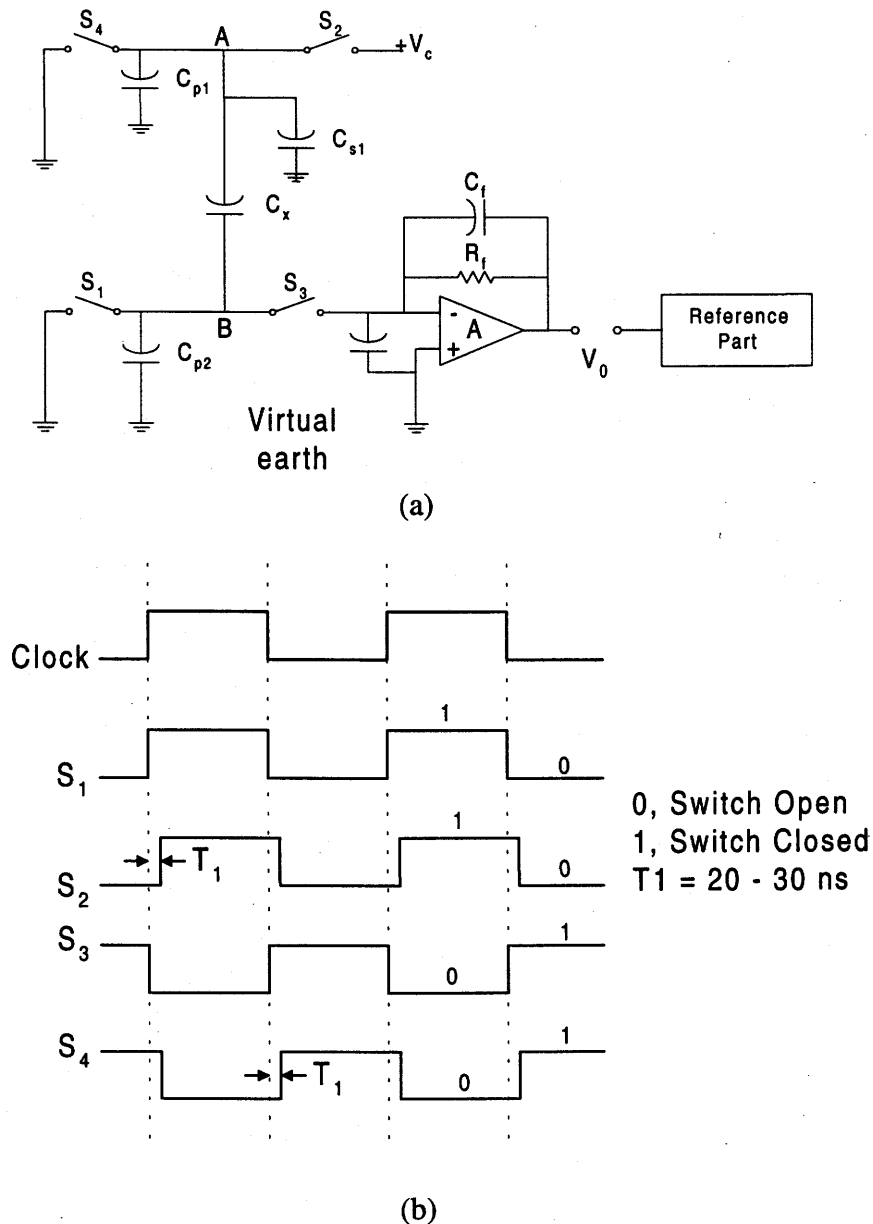 S4
A
S2
+Vc
Cp1
Cs1
Cx
Cf
Rf
S1
S3
B
-
A
+
Cp2
V0
Reference
Part
Virtual
earth
(a)
Clock
1
S1
0
1
T1
S2
0
0, Switch Open
1, Switch Closed
T1 = 20 - 30 ns
S3
1
0
S4
1
T1
0
(b)